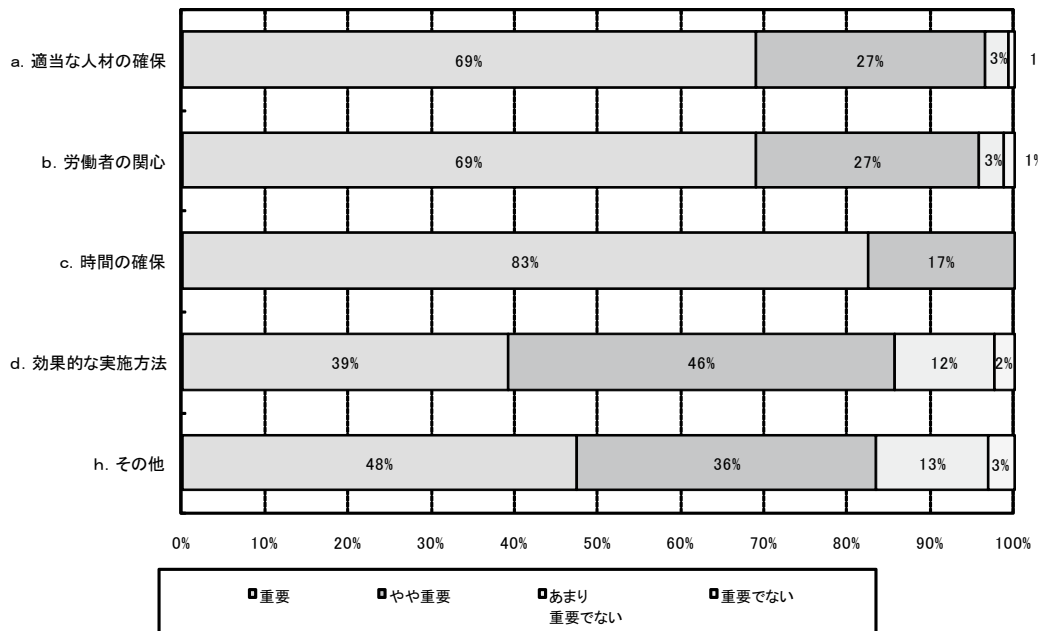 a. 適当な人材の確保
69%
27%
3%
1
b. 労働者の関心
69%
27%
3%
1%
c. 時間の確保
83%
17%
d. 効果的な実施方法
39%
46%
12%
2%
h. その他
48%
36%
13%
3%
0% 10% 20% 30% 40% 50% 60% 70% 80% 90% 100%
重要 やや重要 あまり 重要でない
重要でない